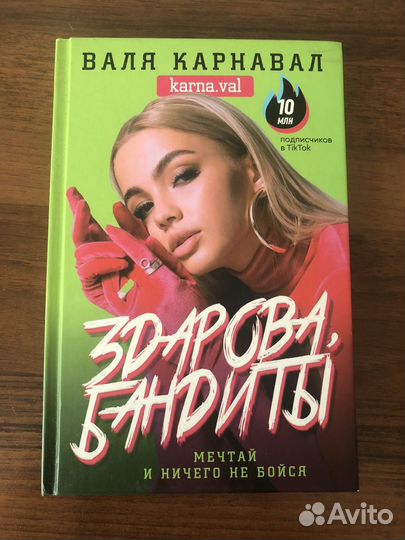 ВАЛЯ КАРНАВАЛ
karna.val
10
МЛН
подписчиков
в TikTok
ЗДАРОВА,
БАНДИТЫ
МЕЧТАЙ
И НИЧЕГО НЕ БОЙСЯ
Avito